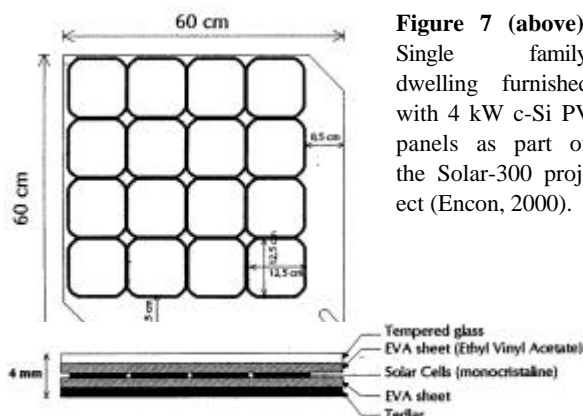 60 cm
60 cm
6,5 cm
12,5 cm
12,5 cm
4 mm
Tempered glass
EVA sheet (Ethyl Vinyl Acetate)
Solar Cells (monocristaline)
EVA sheet
Tedlar
Figure 7 (above)
Single family
dwelling furnished
with 4 kW c-Si PV
panels as part of
the Solar-300 proj-
ect (Encon, 2000).